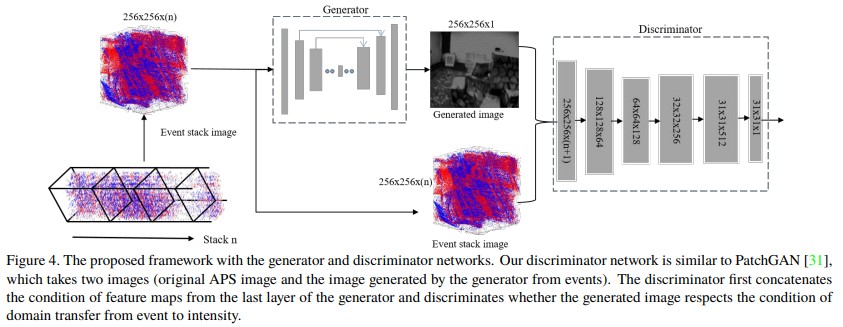 Generator
256x256x(n)
256x256x1
Discriminator
256x256x(n+1)
128x128x64
64x64x128
32x32x256
31x31x512
31x31x1
Generated image
Event stack image
256x256x(n)
Stack n
Event stack image
Figure 4. The proposed framework with the generator and discriminator networks. Our discriminator network is similar to PatchGAN [31],
which takes two images (original APS image and the image generated by the generator from events). The discriminator first concatenates
the condition of feature maps from the last layer of the generator and discriminates whether the generated image respects the condition of
domain transfer from event to intensity.